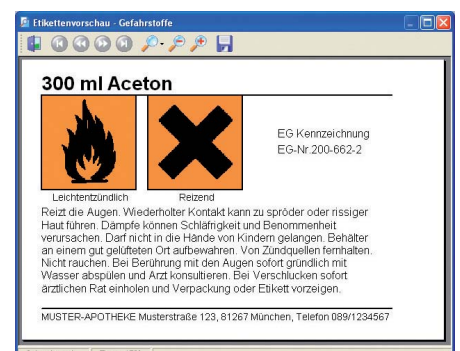 Etikettenvorschau - Gefahrstoffe
300 ml Aceton
EG Kennzeichnung
EG-Nr.200-662-2
Leichtentzündlich
Reizend
Reizt die Augen. Wiederholter Kontakt kann zu spröder oder rissiger
Haut führen. Dämpfe können Schläfrigkeit und Benommenheit
verursachen. Darf nicht in die Hände von Kindern gelangen. Behälter
an einem gut gelüfteten Ort aufbewahren. Von Zündquellen fernhalten.
Nicht rauchen. Bei Berührung mit den Augen sofort gründlich mit
Wasser abspülen und Arzt konsultieren. Bei Verschlucken sofort
ärztlichen Rat einholen und Verpackung oder Etikett vorzeigen.
MUSTER-APOTHEKE Musterstraße 123, 81267 München, Telefon 089/1234567